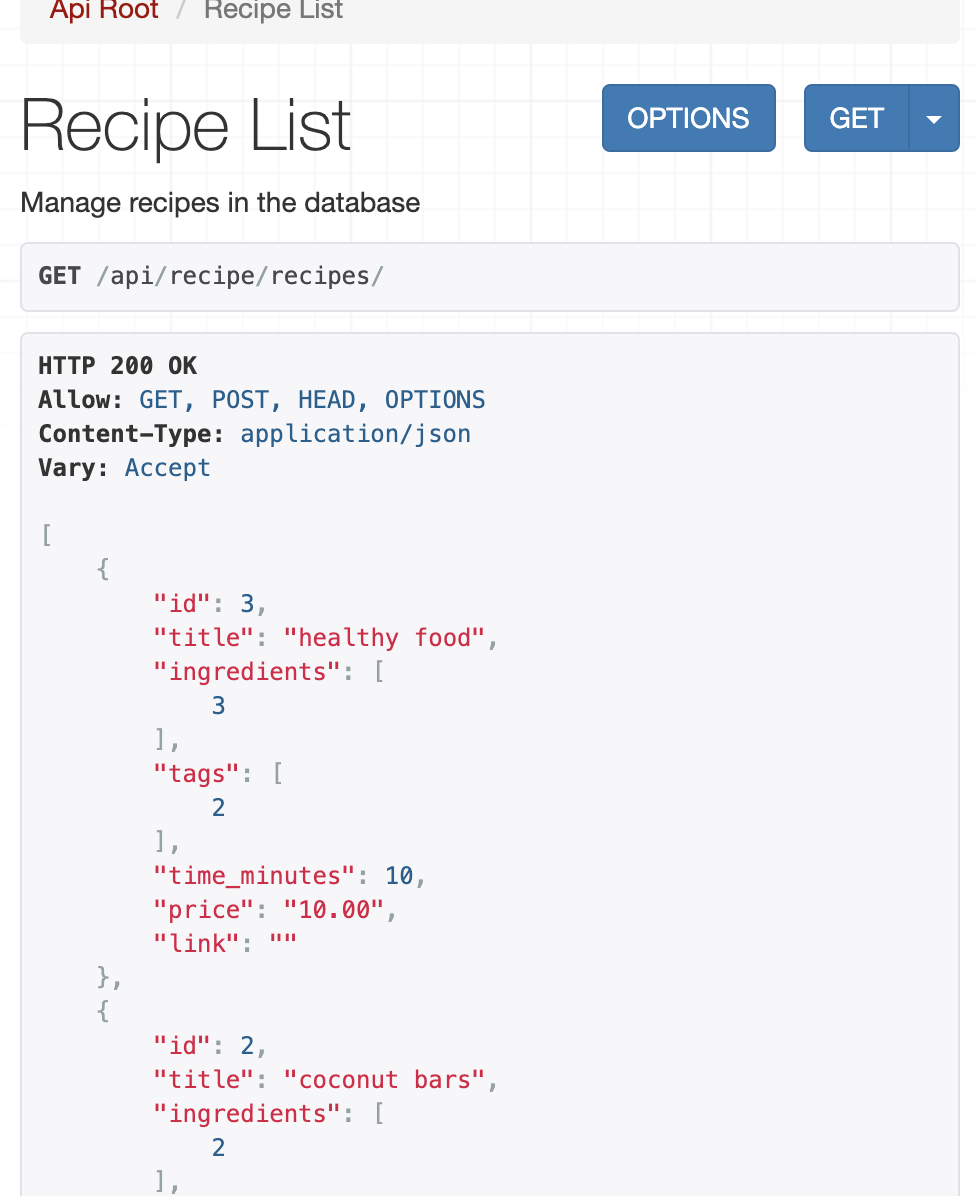 Api Root / Recipe List
Recipe List
OPTIONS
GET
Manage recipes in the database
GET /api/recipe/recipes/
HTTP 200 OK
Allow: GET, POST, HEAD, OPTIONS
Content-Type: application/json
Vary: Accept
[
    {
        "id": 3,
        "title": "healthy food",
        "ingredients": [
            3
        ],
        "tags": [
            2
        ],
        "time_minutes": 10,
        "price": "10.00",
        "link": ""
    },
    {
        "id": 2,
        "title": "coconut bars",
        "ingredients": [
            2
        ],